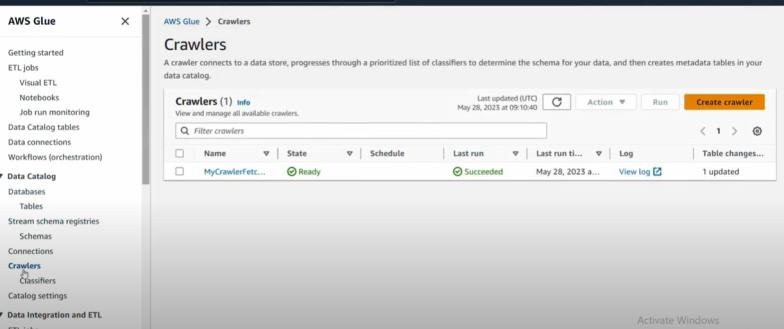 AWS Glue
Getting started
ETL jobs
Visual ETL
Notebooks
Job run monitoring
Data Catalog tables
Data connections
Workflows (orchestration)
Data Catalog
Databases
Tables
Stream schema registries
Schemas
Connections
Crawlers
Classifiers
Catalog settings
Data Integration and ETL
AWS Glue > Crawlers
Crawlers
A crawler connects to a data store, progresses through a prioritized list of classifiers to determine the schema for your data, and then creates metadata tables in your
data catalog.
Crawlers (1) Info
View and manage all available crawlers.
Last updated (UTC)
May 28, 2023 at 09:10:40
Action
Run
Create crawler
Filter crawlers
1
Name State Schedule Last run Last run ti... Log Table changes...
MyCrawlerFetc... Ready Succeeded May 28, 2023 a... View log 1 updated
Activate Windows